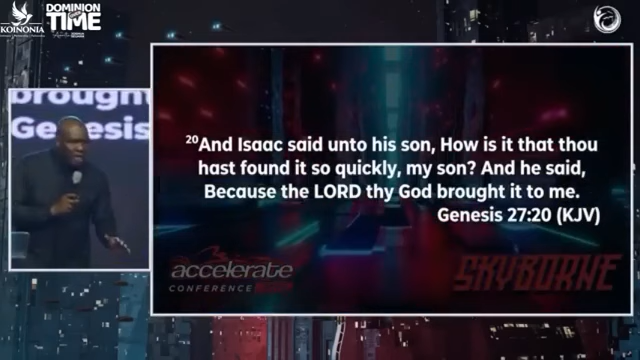 KOINONIA
DOMINION
OVER
TIME
brought
Genesis
20And Isaac said unto his son, How is it that thou
hast found it so quickly, my son? And he said,
Because the LORD thy God brought it to me.
Genesis 27:20 (KJV)
accelerate
CONFERENCE
SKYBORNE